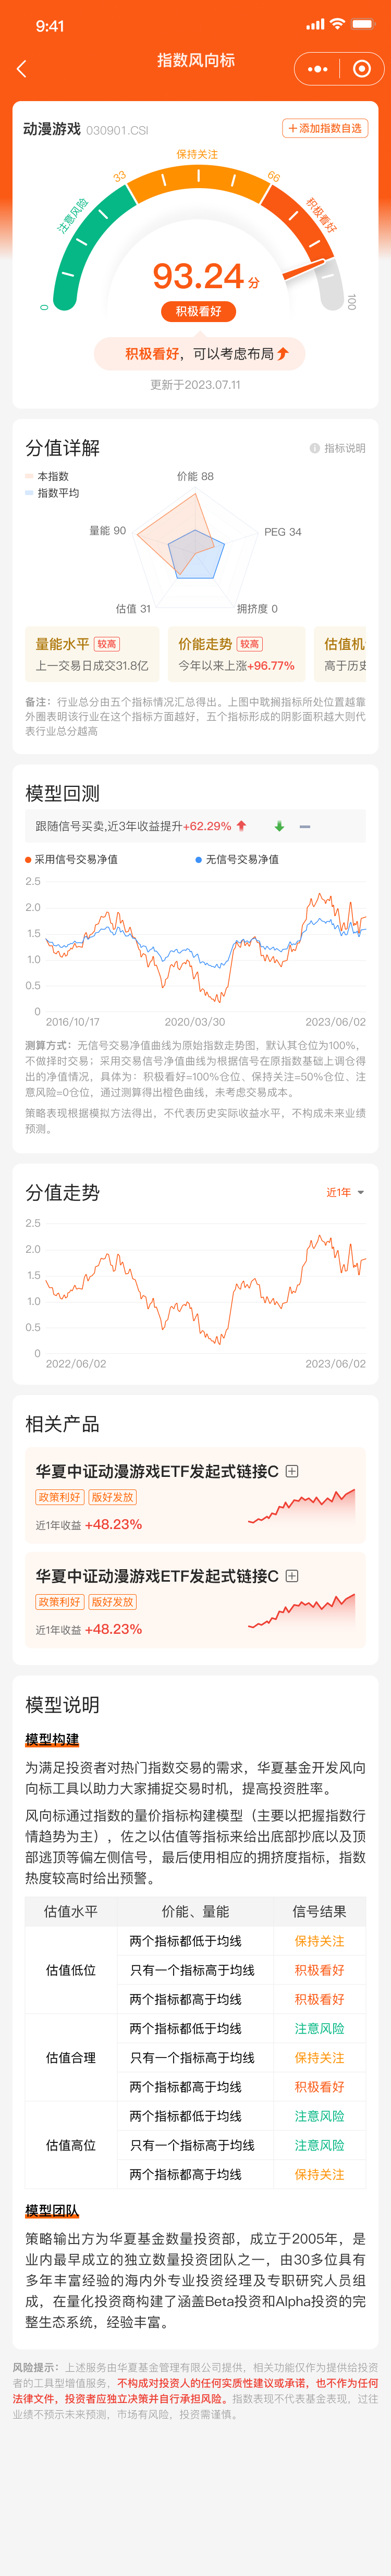 9:41
指数风向标
动漫游戏 030901.CSI
+添加指数自选
保持关注
33
66
注意风险
积极看好
0
100
93.24 分
积极看好
积极看好，可以考虑布局
更新于2023.07.11
分值详解
指标说明
本指数
指数平均
价能 88
量能 90
PEG 34
估值 31
拥挤度 0
量能水平 较高
上一交易日成交31.8亿
价能走势 较高
今年以来上涨+96.77%
估值机
高于历史
备注：行业总分由五个指标情况汇总得出。上图中耽搁指标所处位置越靠
外圈表明该行业在这个指标方面越好，五个指标形成的阴影面积越大则代
表行业总分越高
模型回测
跟随信号买卖,近3年收益提升+62.29%
采用信号交易净值
无信号交易净值
2.5
2.0
1.5
1.0
0.5
0
2016/10/17
2020/03/30
2023/06/02
测算方式：无信号交易净值曲线为原始指数走势图，默认其仓位为100%，
不做择时交易；采用交易信号净值曲线为根据信号在原指数基础上调仓得
出的净值情况，具体为：积极看好=100%仓位、保持关注=50%仓位、注
意风险=0仓位，通过测算得出橙色曲线，未考虑交易成本。
策略表现根据模拟方法得出，不代表历史实际收益水平，不构成未来业绩
预测。
分值走势
近1年
2.5
2.0
1.5
1.0
0.5
0
2022/06/02
2023/06/02
相关产品
华夏中证动漫游戏ETF发起式链接C
政策利好 版好发放
近1年收益 +48.23%
华夏中证动漫游戏ETF发起式链接C
政策利好 版好发放
近1年收益 +48.23%
模型说明
模型构建
为满足投资者对热门指数交易的需求，华夏基金开发风向
向标工具以助力大家捕捉交易时机，提高投资胜率。
风向标通过指数的量价指标构建模型（主要以把握指数行
情趋势为主），佐之以估值等指标来给出底部抄底以及顶
部逃顶等偏左侧信号，最后使用相应的拥挤度指标，指数
热度较高时给出预警。
估值水平 价能、量能 信号结果
两个指标都低于均线 保持关注
估值低位 只有一个指标高于均线 积极看好
两个指标都高于均线 积极看好
两个指标都低于均线 注意风险
估值合理 只有一个指标高于均线 保持关注
两个指标都高于均线 积极看好
两个指标都低于均线 注意风险
估值高位 只有一个指标高于均线 注意风险
两个指标都高于均线 保持关注
模型团队
策略输出方为华夏基金数量投资部，成立于2005年，是
业内最早成立的独立数量投资团队之一，由30多位具有
多年丰富经验的海内外专业投资经理及专职研究人员组
成，在量化投资商构建了涵盖Beta投资和Alpha投资的完
整生态系统，经验丰富。
风险提示：上述服务由华夏基金管理有限公司提供，相关功能仅作为提供给投资
者的工具型增值服务，不构成对投资人的任何实质性建议或承诺，也不作为任何
法律文件，投资者应独立决策并自行承担风险。指数表现不代表基金表现，过往
业绩不预示未来预测，市场有风险，投资需谨慎。